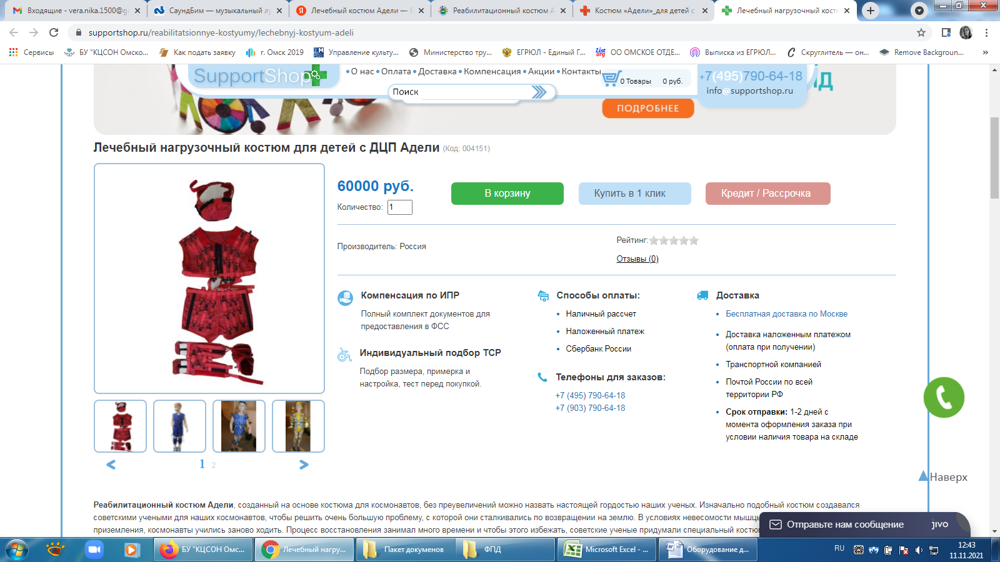 Входящие - vera.nika.1500@g
СаундБим — музыкальный лу
Лечебный костюм Адели — Я
Реабилитационный костюм А
Костюм «Адели»_для детей с
Лечебный нагрузочный костю
supportshop.ru/reabilitatsionnye-kostyumy/lechebnyj-kostyum-adeli
Сервисы
БУ "КЦСОН Омско...
Как подать заявку
г. Омск 2019
Управление культу...
Министерство тру...
ЕГРЮЛ - Единый Г...
ОО ОМСКОЕ ОТДЕ...
Выписка из ЕГРЮЛ...
Скруглитель — он...
Remove Backgroun...
»
SupportShop
• О нас • Оплата • Доставка • Компенсация • Акции • Контакты
0 Товары 0 руб.
+7(495)790-64-18
info@supportshop.ru
Поиск
ПОДРОБНЕЕ
Лечебный нагрузочный костюм для детей с ДЦП Адели (Код: 004151)
60000 руб.
В корзину
Купить в 1 клик
Кредит / Рассрочка
Количество: 1
Производитель: Россия
Рейтинг:
Отзывы (0)
Компенсация по ИПР
Полный комплект документов для
предоставления в ФСС
Индивидуальный подбор ТСР
Подбор размера, примерка и
настройка, тест перед покупкой.
Способы оплаты:
• Наличный рассчет
• Наложенный платеж
• Сбербанк России
Телефоны для заказов:
+7 (495) 790-64-18
+7 (903) 790-64-18
Доставка
• Бесплатная доставка по Москве
• Доставка наложенным платежом
(оплата при получении)
• Транспортной компанией
• Почтой России по всей
территории РФ
• Срок отправки: 1-2 дней с
момента оформления заказа при
условии наличия товара на складе
< 1 2 >
Наверх
Реабилитационный костюм Адели, созданный на основе костюма для космонавтов, без преувеличений можно назвать настоящей гордостью наших ученых. Изначально подобный костюм создавался
советскими учеными для наших космонавтов, чтобы решить очень большую проблему, с которой они сталкивались по возвращении на землю. В условиях невесомости мышцы
приземления, космонавты учились заново ходить. Процесс восстановления занимал много времени и чтобы этого избежать, советские ученые придумали специальный костюм
Отправьте нам сообщение
jivo
БУ "КЦСОН Омс...
Лечебный нагру...
Пакет докуменов
ФПД
Microsoft Excel - ...
Оборудование д...
RU
12:43
11.11.2021